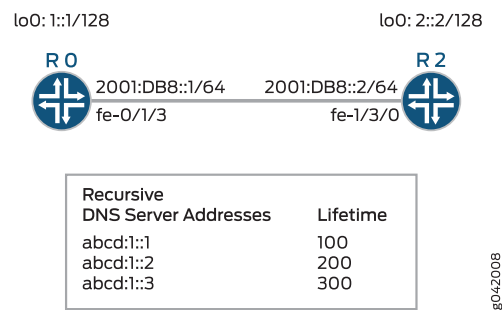 lo0: 1::1/128
lo0: 2::2/128
R 0
R 2
2001:DB8::1/64
2001:DB8::2/64
fe-0/1/3
fe-1/3/0
Recursive
DNS Server Addresses Lifetime
abcd:1::1 100
abcd:1::2 200
abcd:1::3 300
g042008